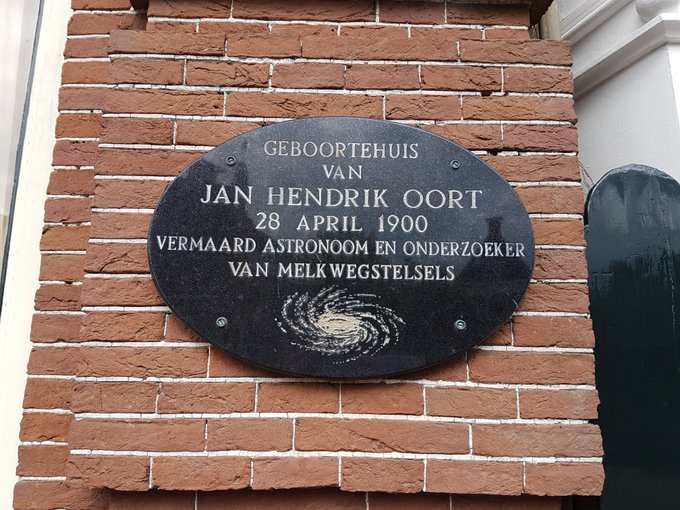 GEBOORTEHUIS
VAN
JAN HENDRIK OORT
28 APRIL 1900
VERMAARD ASTRONOOM EN ONDERZOEKER
VAN MELKWEGSTELSELS